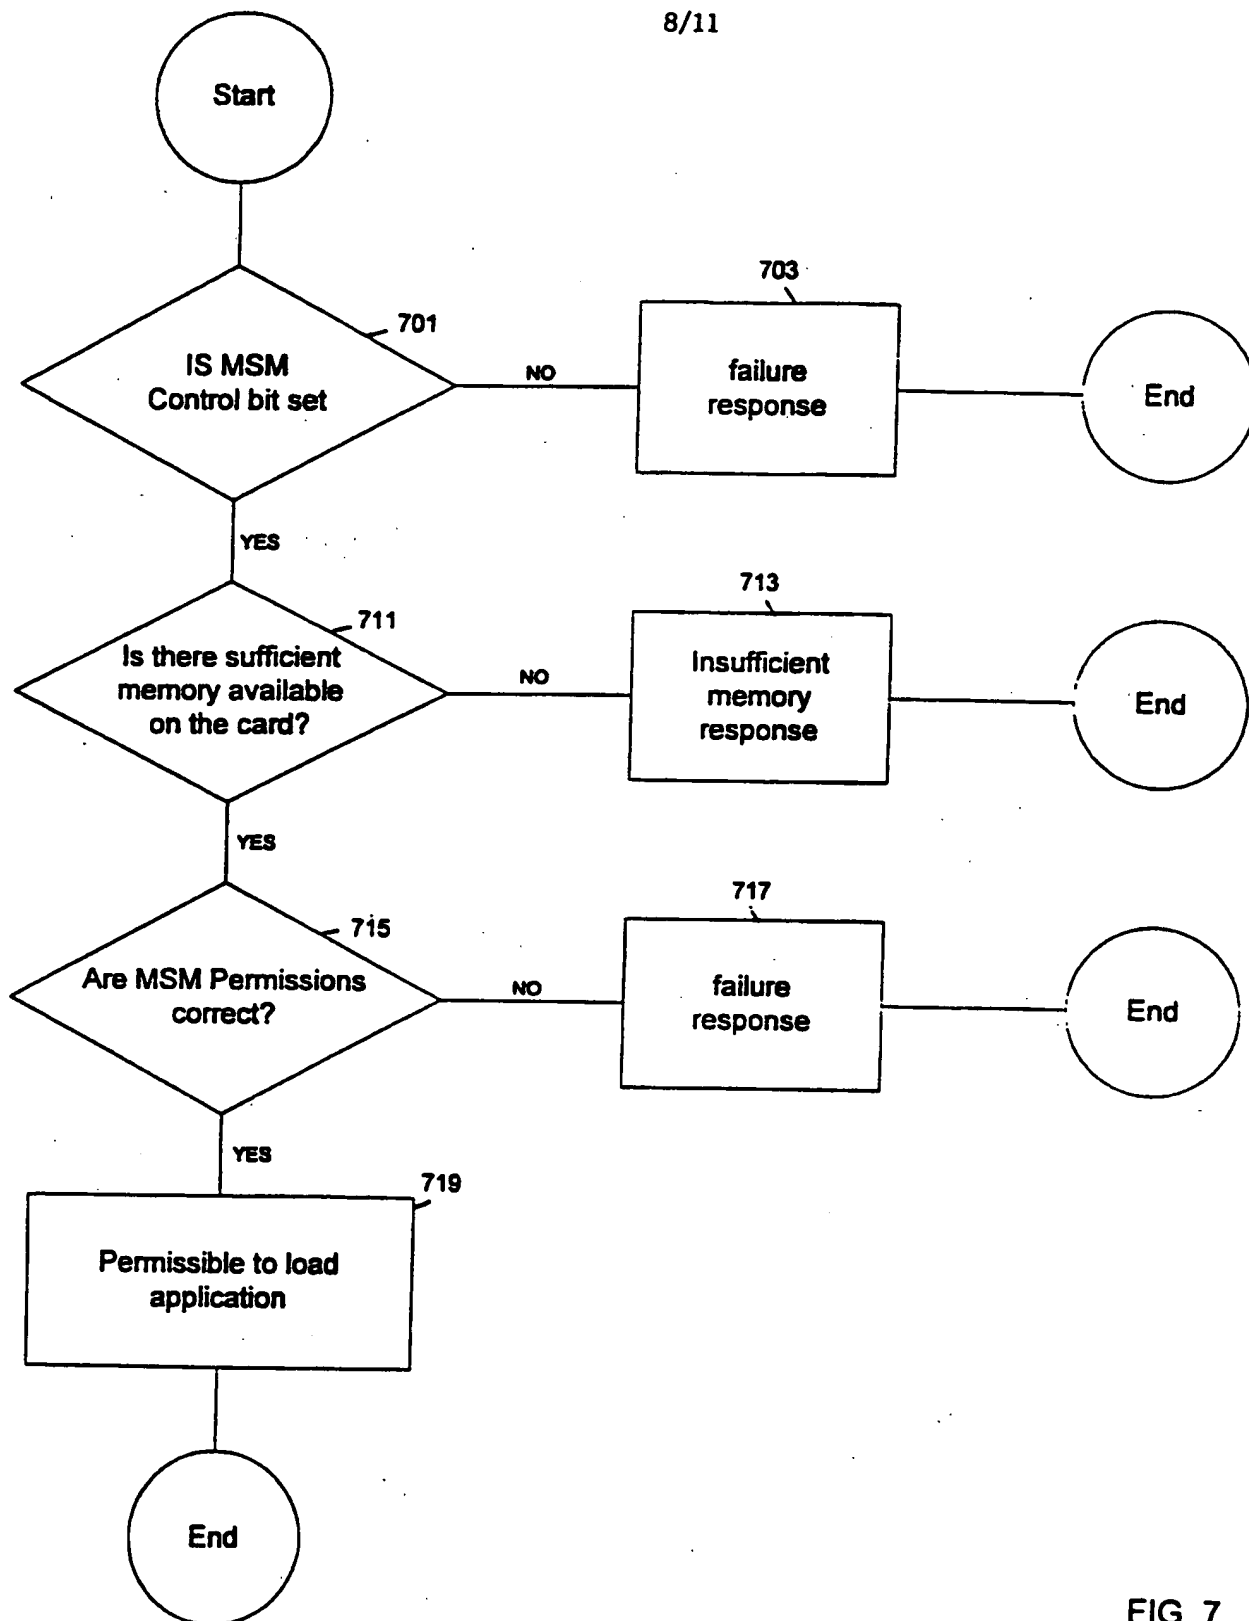 8/11
Start
701
IS MSM
Control bit set
NO
703
failure
response
End
YES
711
Is there sufficient
memory available
on the card?
NO
713
Insufficient
memory
response
End
YES
715
Are MSM Permissions
correct?
NO
717
failure
response
End
YES
719
Permissible to load
application
End
FIG. 7